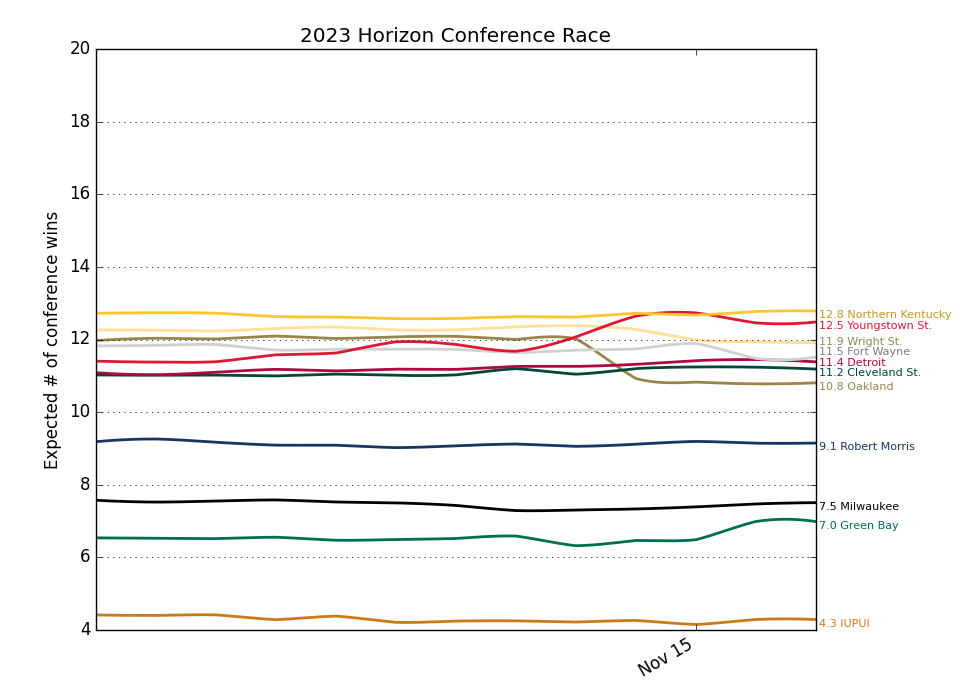 2023 Horizon Conference Race
Expected # of conference wins
20
18
16
14
12
10
8
6
4
Nov 15
12.8 Northern Kentucky
12.5 Youngstown St.
11.9 Wright St.
11.5 Fort Wayne
11.4 Detroit
11.2 Cleveland St.
10.8 Oakland
9.1 Robert Morris
7.5 Milwaukee
7.0 Green Bay
4.3 IUPUI